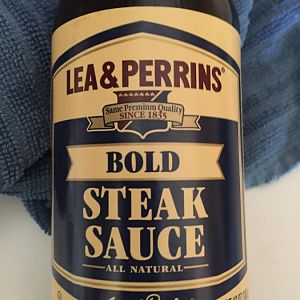 LEA & PERRINS®
Same Premium Quality
SINCE 1835
BOLD
STEAK
SAUCE
ALL NATURAL